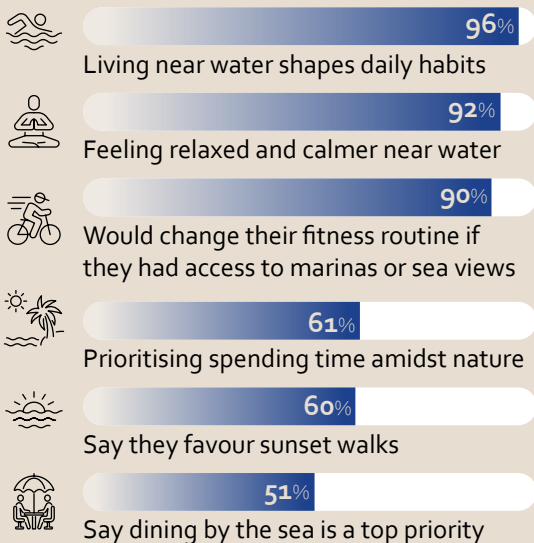 96%
Living near water shapes daily habits
92%
Feeling relaxed and calmer near water
90%
Would change their fitness routine if
they had access to marinas or sea views
61%
Prioritising spending time amidst nature
60%
Say they favour sunset walks
51%
Say dining by the sea is a top priority